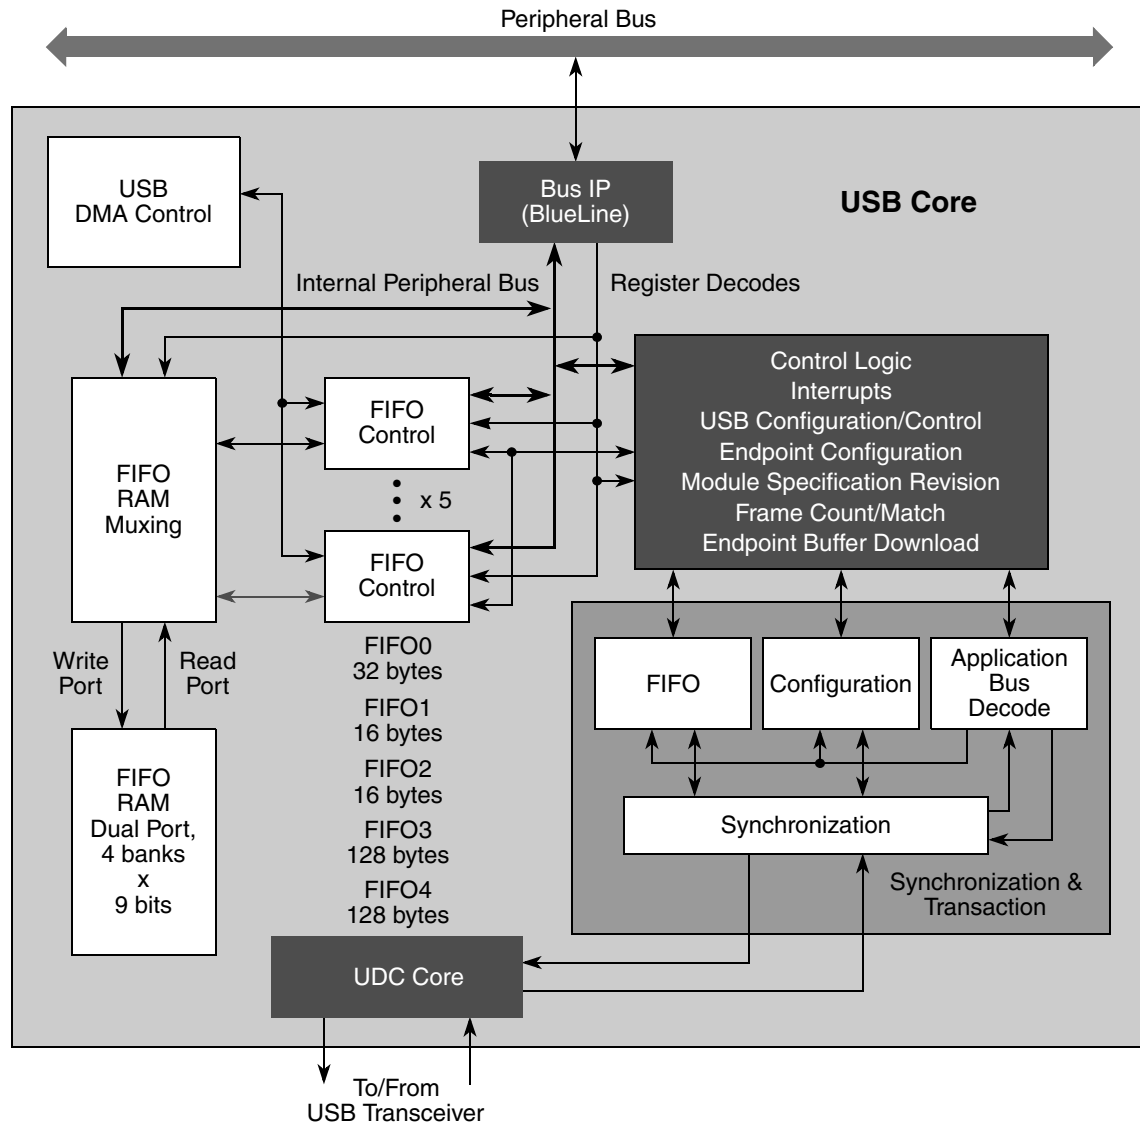 Peripheral Bus
USB
DMA Control
Bus IP
(BlueLine)
USB Core
Internal Peripheral Bus
Register Decodes
FIFO
RAM
Muxing
FIFO
Control
x 5
FIFO
Control
Control Logic
Interrupts
USB Configuration/Control
Endpoint Configuration
Module Specification Revision
Frame Count/Match
Endpoint Buffer Download
Write
Port
Read
Port
FIFO0
32 bytes
FIFO1
16 bytes
FIFO2
16 bytes
FIFO3
128 bytes
FIFO4
128 bytes
FIFO
RAM
Dual Port,
4 banks
x
9 bits
FIFO
Configuration
Application
Bus
Decode
Synchronization
Synchronization &
Transaction
UDC Core
To/From
USB Transceiver